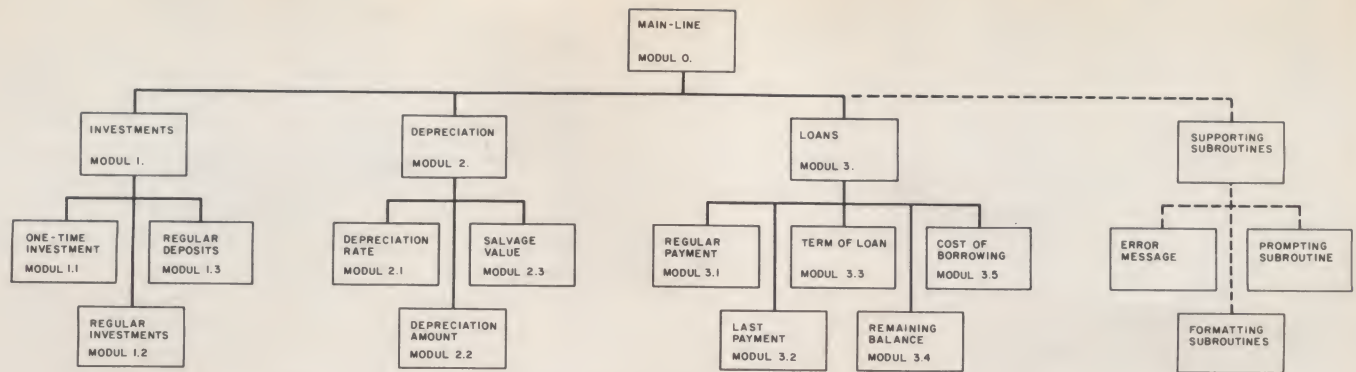 MAIN-LINE
MODUL 0.
INVESTMENTS
MODUL 1.
DEPRECIATION
MODUL 2.
LOANS
MODUL 3.
SUPPORTING
SUBROUTINES
ONE-TIME
INVESTMENT
MODUL 1.1
REGULAR
DEPOSITS
MODUL 1.3
REGULAR
INVESTMENTS
MODUL 1.2
DEPRECIATION
RATE
MODUL 2.1
SALVAGE
VALUE
MODUL 2.3
DEPRECIATION
AMOUNT
MODUL 2.2
REGULAR
PAYMENT
MODUL 3.1
TERM OF LOAN
MODUL 3.3
COST OF
BORROWING
MODUL 3.5
LAST
PAYMENT
MODUL 3.2
REMAINING
BALANCE
MODUL 3.4
ERROR
MESSAGE
PROMPTING
SUBROUTINE
FORMATTING
SUBROUTINES